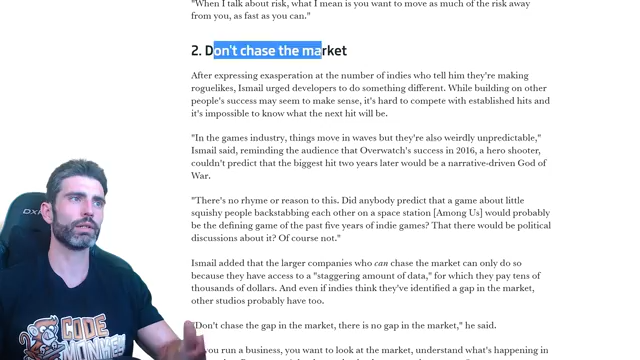 "When I talk about risk, what I mean is you want to move as much of the risk away
from you, as fast as you can."
2. Don't chase the market
After expressing exasperation at the number of indies who tell him they're making
roguelikes, Ismail urged developers to do something different. While building on other
people's success may seem to make sense, it's hard to compete with established hits and
it's impossible to know what the next hit will be.
"In the games industry, things move in waves but they're also weirdly unpredictable,"
Ismail said, reminding the audience that Overwatch's success in 2016, a hero shooter,
couldn't predict that the biggest hit two years later would be a narrative-driven God of
War.
"There's no rhyme or reason to this. Did anybody predict that a game about little
squishy people backstabbing each other on a space station [Among Us] would probably
be the defining game of the past five years of indie games? That there would be political
discussions about it? Of course not."
Ismail added that the larger companies who can chase the market can only do so
because they have access to a "staggering amount of data," for which they pay tens of
thousands of dollars. And even if indies think they've identified a gap in the market,
other studios probably have too.
"Don't chase the gap in the market, there is no gap in the market," he said.
you run a business, you want to look at the market, understand what's happening in
DXR
CODE
MONKEY